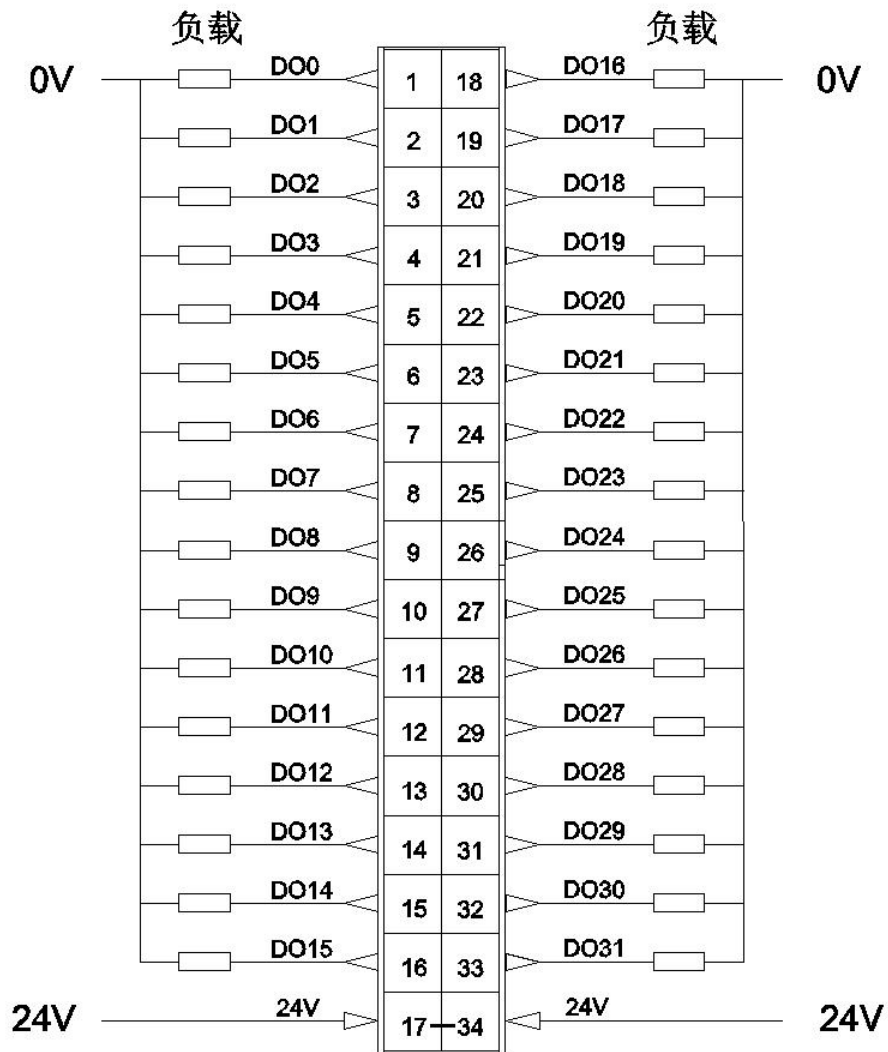 负载 负载
0V DO0 1 18 DO16 0V
DO1 2 19 DO17
DO2 3 20 DO18
DO3 4 21 DO19
DO4 5 22 DO20
DO5 6 23 DO21
DO6 7 24 DO22
DO7 8 25 DO23
DO8 9 26 DO24
DO9 10 27 DO25
DO10 11 28 DO26
DO11 12 29 DO27
DO12 13 30 DO28
DO13 14 31 DO29
DO14 15 32 DO30
DO15 16 33 DO31
24V 24V 17 34 24V 24V